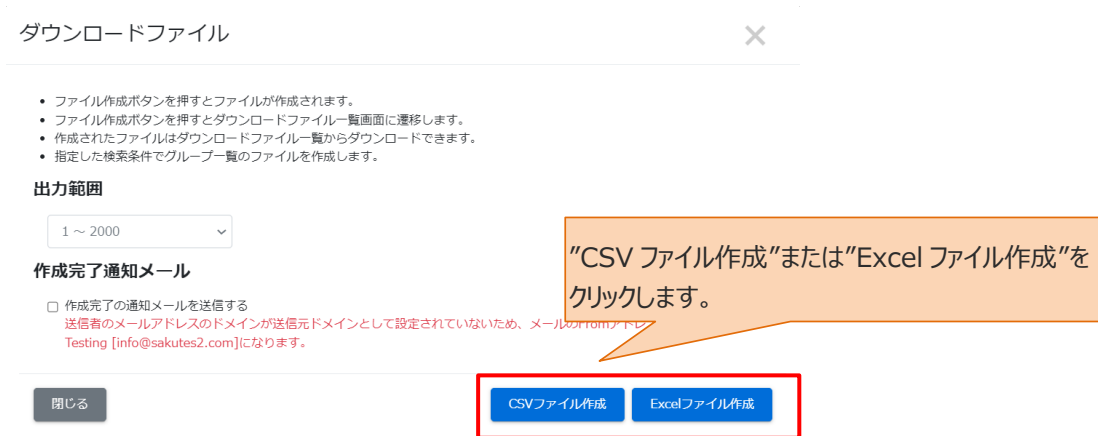 ダウンロードファイル
×
• ファイル作成ボタンを押すとファイルが作成されます。
• ファイル作成ボタンを押すとダウンロードファイル一覧画面に遷移します。
• 作成されたファイルはダウンロードファイル一覧からダウンロードできます。
• 指定した検索条件でグループ一覧のファイルを作成します。
出力範囲
1 ～ 2000
作成完了通知メール
作成完了の通知メールを送信する
送信者のメールアドレスのドメインが送信元ドメインとして設定されていないため、メールのFromアドレ
Testing [info@sakutes2.com]になります。
”CSV ファイル作成”または”Excel ファイル作成”を
クリックします。
閉じる
CSVファイル作成
Excelファイル作成